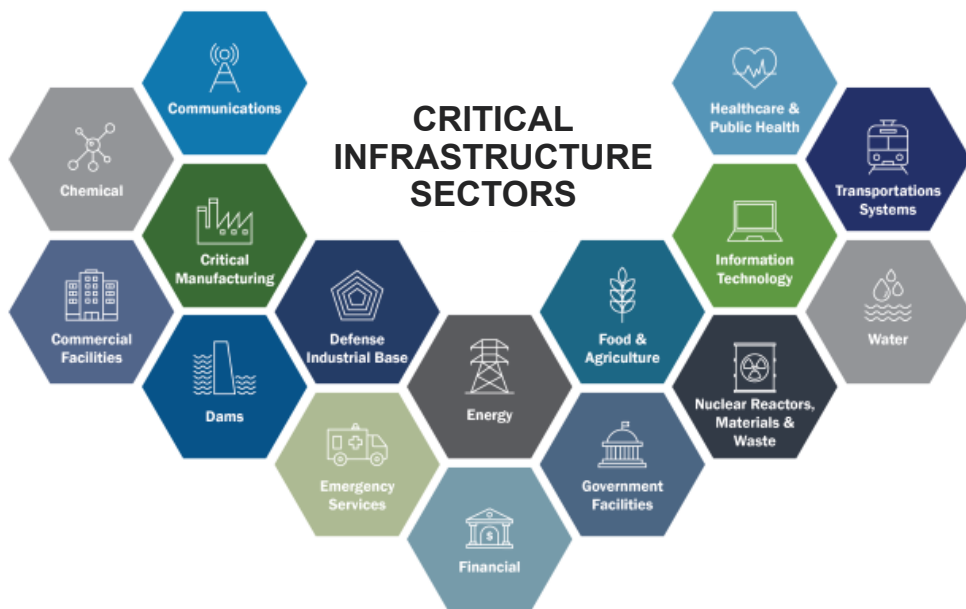 Communications
Healthcare &
Public Health
CRITICAL
INFRASTRUCTURE
SECTORS
Chemical
Transportations
Systems
Critical
Manufacturing
Information
Technology
Commercial
Facilities
Defense
Industrial Base
Food &
Agriculture
Water
Dams
Energy
Nuclear Reactors,
Materials &
Waste
Emergency
Services
Government
Facilities
$
Financial